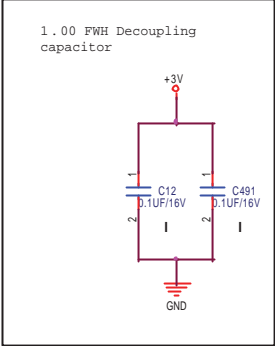 1.00 FWH Decoupling
capacitor
+3V
1
1
C12
C491
0.1UF/16V
0.1UF/16V
2
2
I
I
GND